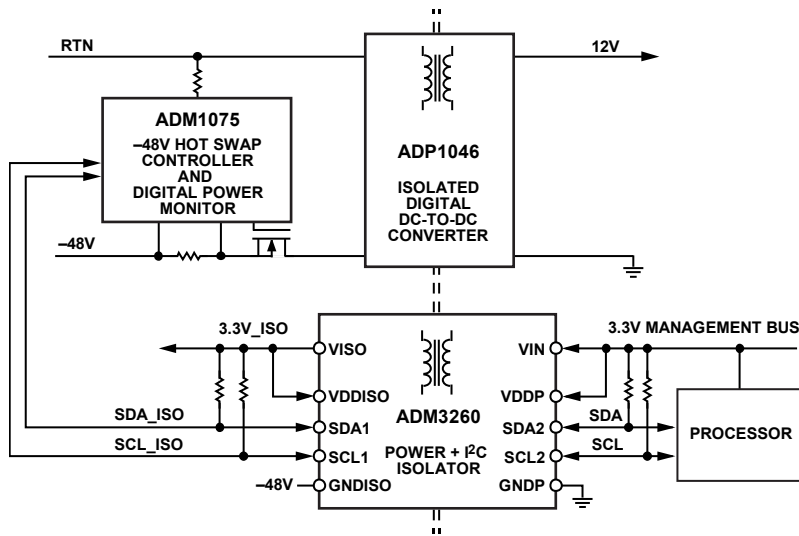 RTN
12V
ADM1075
–48V HOT SWAP
CONTROLLER
AND
DIGITAL POWER
MONITOR
ADP1046
ISOLATED
DIGITAL
DC-TO-DC
CONVERTER
–48V
3.3V_ISO
3.3V MANAGEMENT BUS
VISO
VIN
VDDISO
VDDP
ADM3260
SDA_ISO
SDA1
SDA2
SDA
PROCESSOR
POWER + I²C
ISOLATOR
SCL_ISO
SCL1
SCL2
SCL
–48V
GNDISO
GNDP